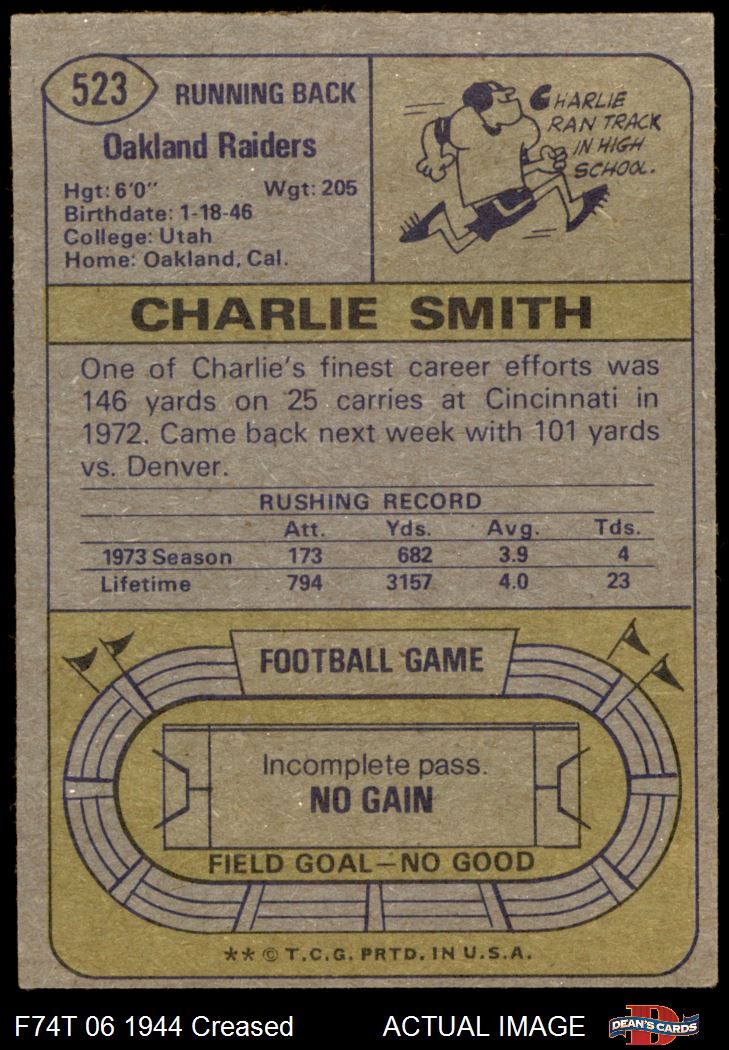 523
RUNNING BACK
Oakland Raiders
Hgt: 6'0" Wgt: 205
Birthdate: 1-18-46
College: Utah
Home: Oakland, Cal.
CHARLIE
RAN TRACK
IN HIGH
SCHOOL.
CHARLIE SMITH
One of Charlie's finest career efforts was
146 yards on 25 carries at Cincinnati in
1972. Came back next week with 101 yards
vs. Denver.
RUSHING RECORD
Att. Yds. Avg. Tds.
1973 Season 173 682 3.9 4
Lifetime 794 3157 4.0 23
FOOTBALL GAME
Incomplete pass.
NO GAIN
FIELD GOAL—NO GOOD
** © T.C.G. PRTD. IN U.S.A.
F74T 06 1944 Creased ACTUAL IMAGE
D
DEAN'S CARDS